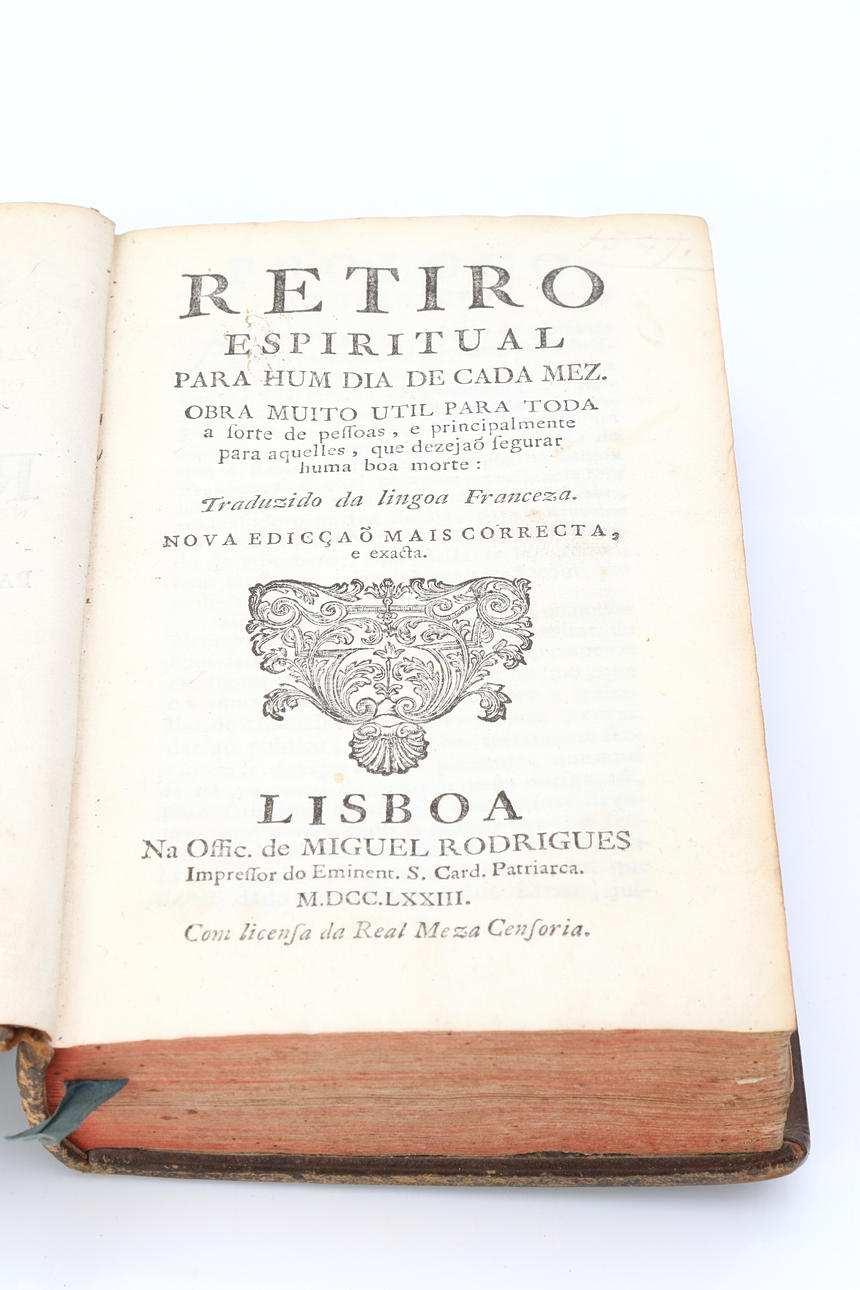 RETIRO
ESPIRITUAL
PARA HUM DIA DE CADA MEZ.
OBRA MUITO UTIL PARA TODA
a ſorte de peſſoas , e principalmente
para aquelles , que dezejaõ ſegurar
huma boa morte :
Traduzido da lingoa Franceza.
NOVA EDICÇAÕ MAIS CORRECTA,
e exacta.
LISBOA
Na Offic. de MIGUEL RODRIGUES
Impreſſor do Eminent. S. Card. Patriarca.
M.DCC.LXXIII.
Com licenſa da Real Meza Cenſoria.